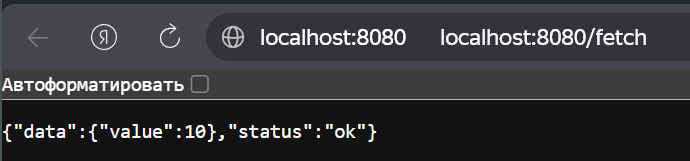 Я localhost:8080 localhost:8080/fetch
Автоформатировать
{"data":{"value":10},"status":"ok"}